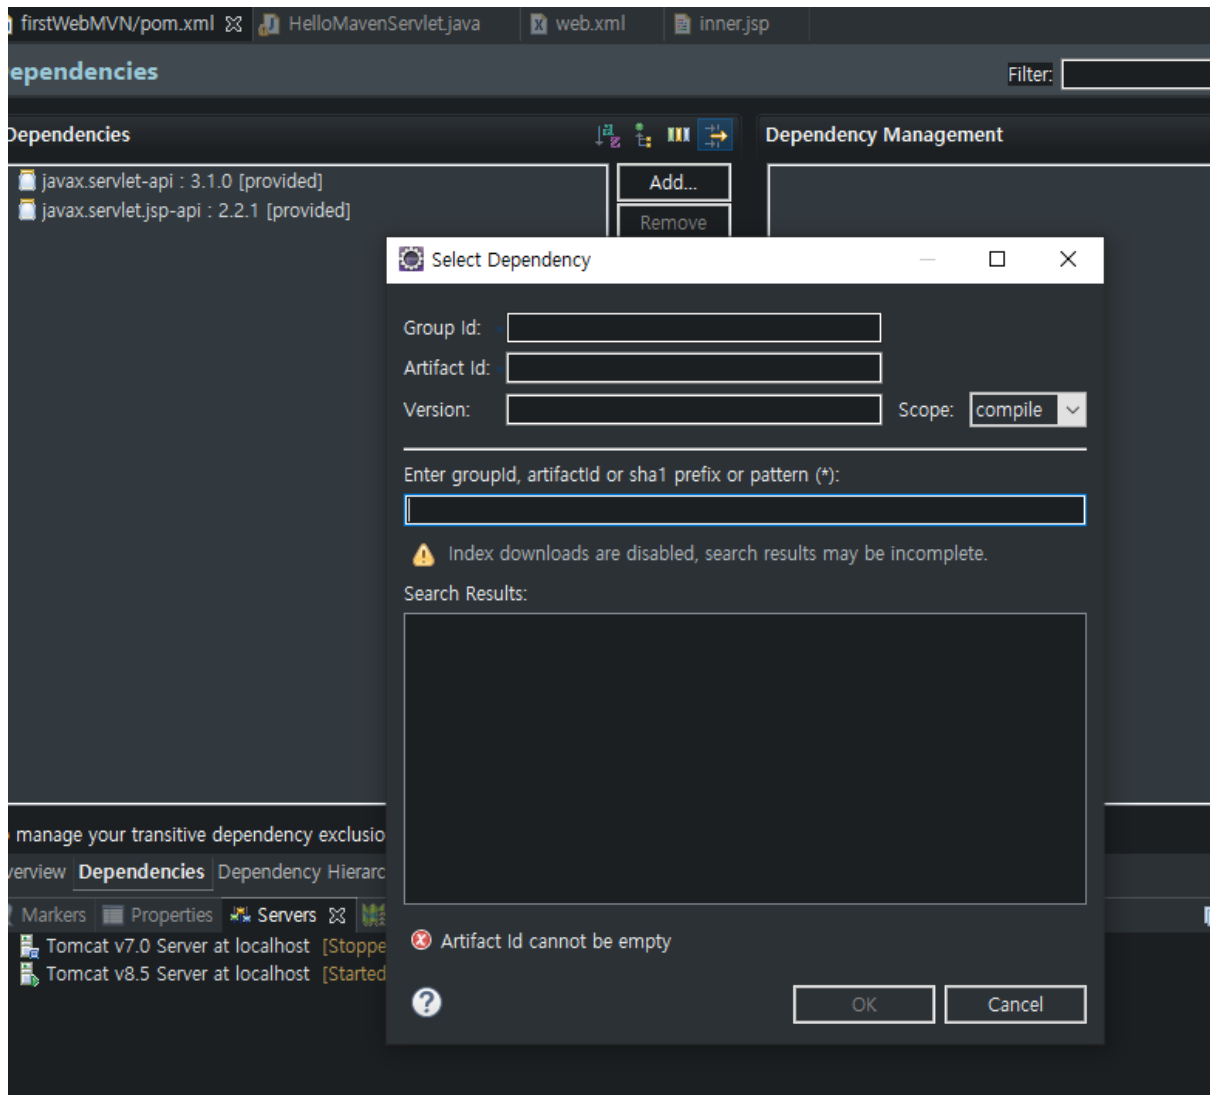 firstWebMVN/pom.xml HelloMavenServlet.java web.xml inner.jsp
ependencies
Filter:
Dependencies Dependency Management
javax.servlet-api : 3.1.0 [provided]
javax.servlet.jsp-api : 2.2.1 [provided]
Add...
Remove
Select Dependency
Group Id:
Artifact Id:
Version: Scope: compile
Enter groupId, artifactId or sha1 prefix or pattern (*):
Index downloads are disabled, search results may be incomplete.
Search Results:
Artifact Id cannot be empty
OK Cancel
manage your transitive dependency exclusio
verview Dependencies Dependency Hierarc
Markers Properties Servers
Tomcat v7.0 Server at localhost [Stoppe
Tomcat v8.5 Server at localhost [Started